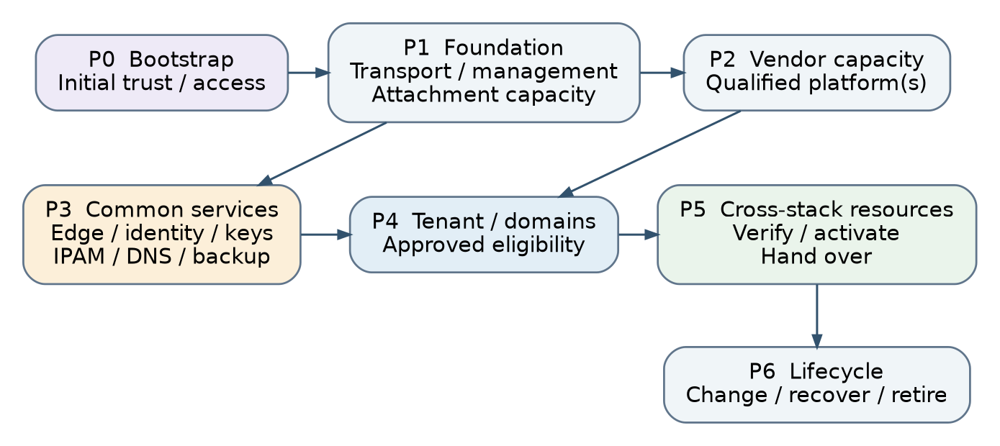 P0  Bootstrap
Initial trust / access
P1  Foundation
Transport / management
Attachment capacity
P2  Vendor capacity
Qualified platform(s)
P3  Common services
Edge / identity / keys
IPAM / DNS / backup
P4  Tenant / domains
Approved eligibility
P5  Cross-stack resources
Verify / activate
Hand over
P6  Lifecycle
Change / recover / retire